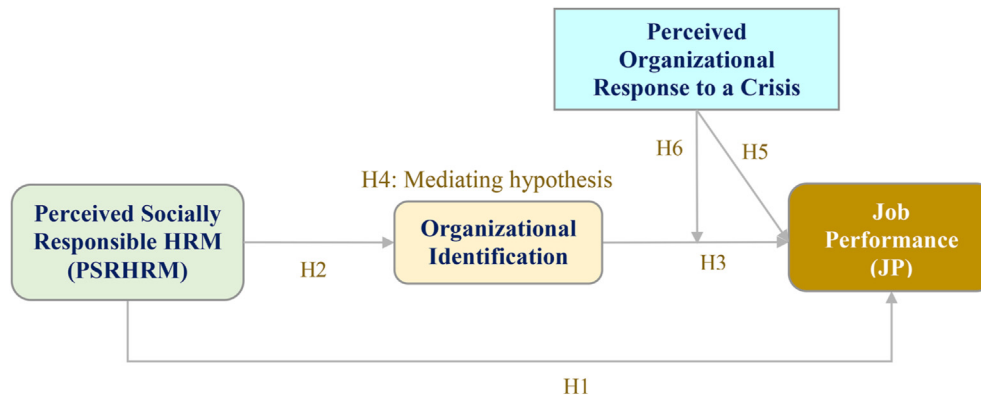 Perceived
Organizational
Response to a Crisis
H6
H5
H4: Mediating hypothesis
Perceived Socially
Responsible HRM
(PSRHRM)
H2
Organizational
Identification
H3
Job
Performance
(JP)
H1